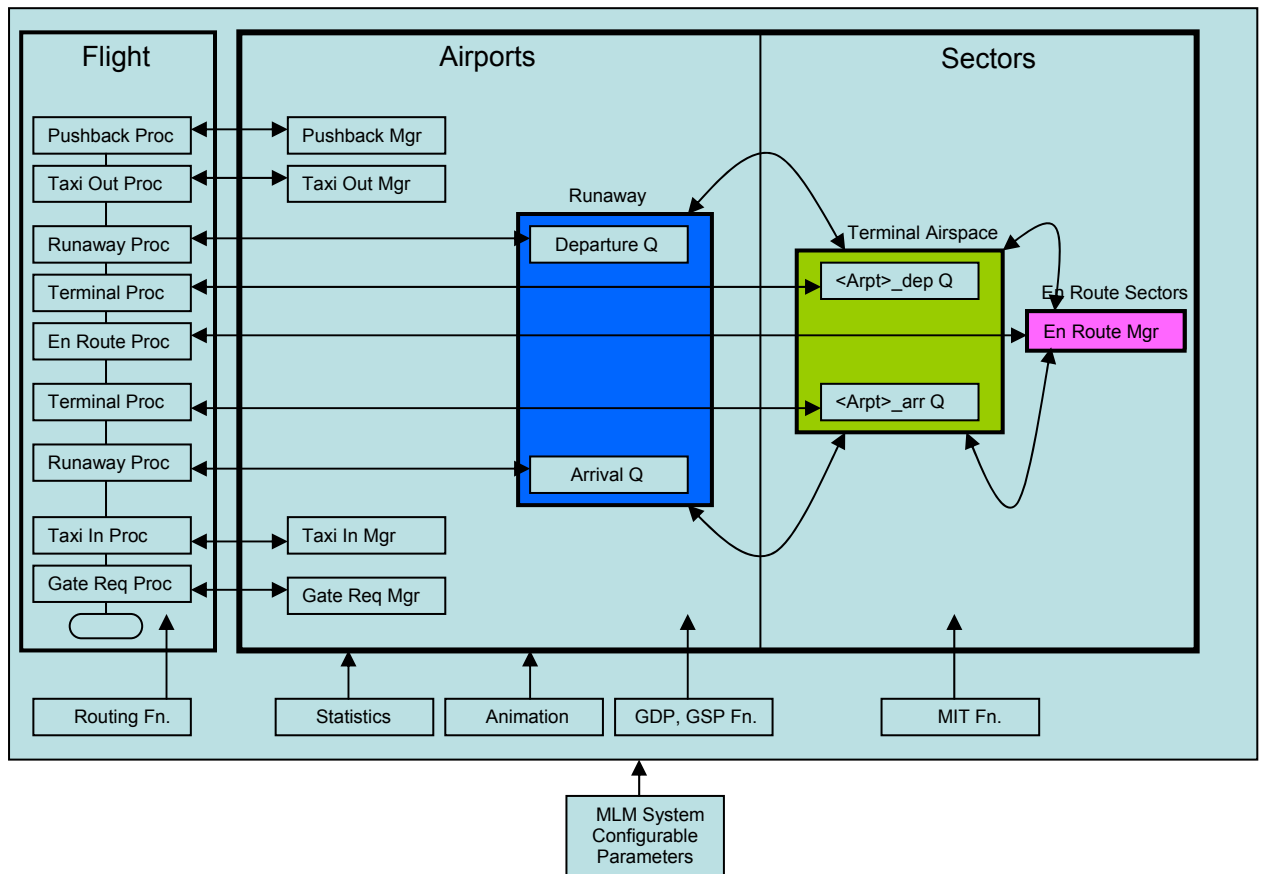 Flight
Airports
Sectors
Pushback Proc
Pushback Mgr
Taxi Out Proc
Taxi Out Mgr
Runaway
Runaway Proc
Departure Q
Terminal Airspace
Terminal Proc
<Arpt>_dep Q
En Route Sectors
En Route Proc
En Route Mgr
Terminal Proc
<Arpt>_arr Q
Runaway Proc
Arrival Q
Taxi In Proc
Taxi In Mgr
Gate Req Proc
Gate Req Mgr
Routing Fn.
Statistics
Animation
GDP, GSP Fn.
MIT Fn.
MLM System
Configurable
Parameters